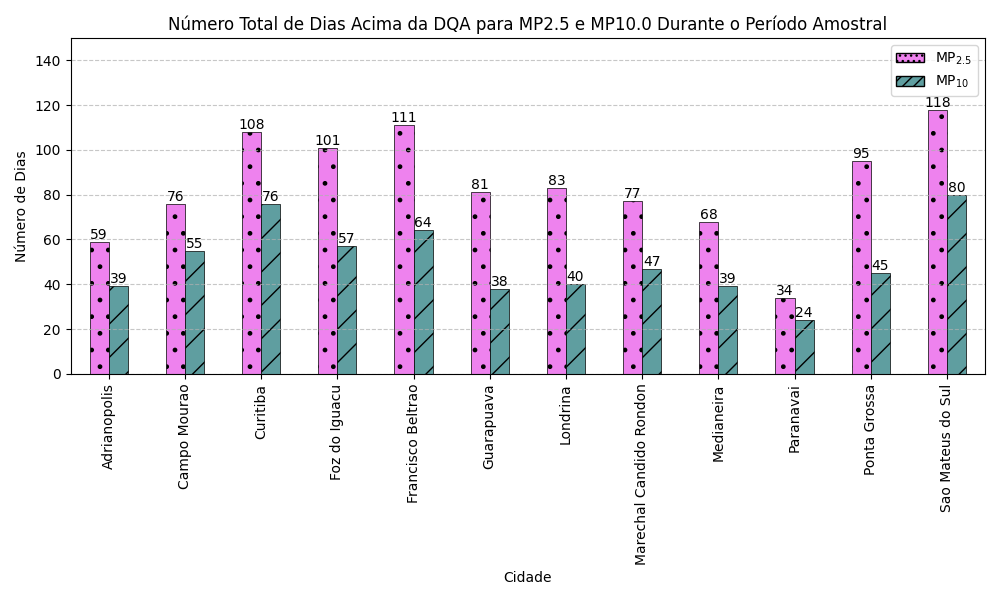 Número Total de Dias Acima da DQA para MP2.5 e MP10.0 Durante o Período Amostral
MP2.5
MP10
Número de Dias
140
120
100
80
60
40
20
0
59
39
76
55
108
76
101
57
111
64
81
38
83
40
77
47
68
39
34
24
95
45
118
80
Adrianopolis
Campo Mourao
Curitiba
Foz do Iguacu
Francisco Beltrao
Guarapuava
Londrina
Marechal Candido Rondon
Medianeira
Paranavai
Ponta Grossa
Sao Mateus do Sul
Cidade